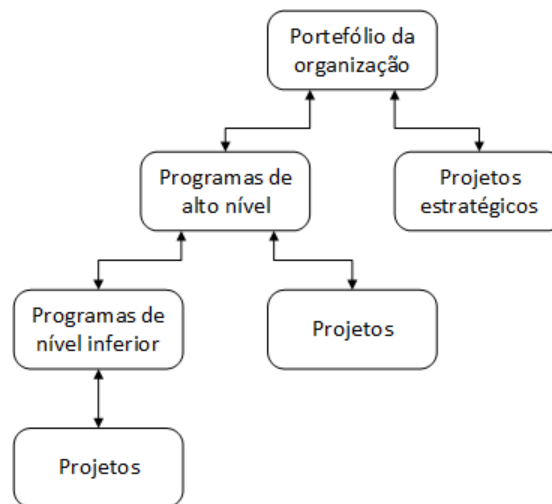 Portefólio da
organização
Programas de
alto nível
Projetos
estratégicos
Programas de
nível inferior
Projetos
Projetos